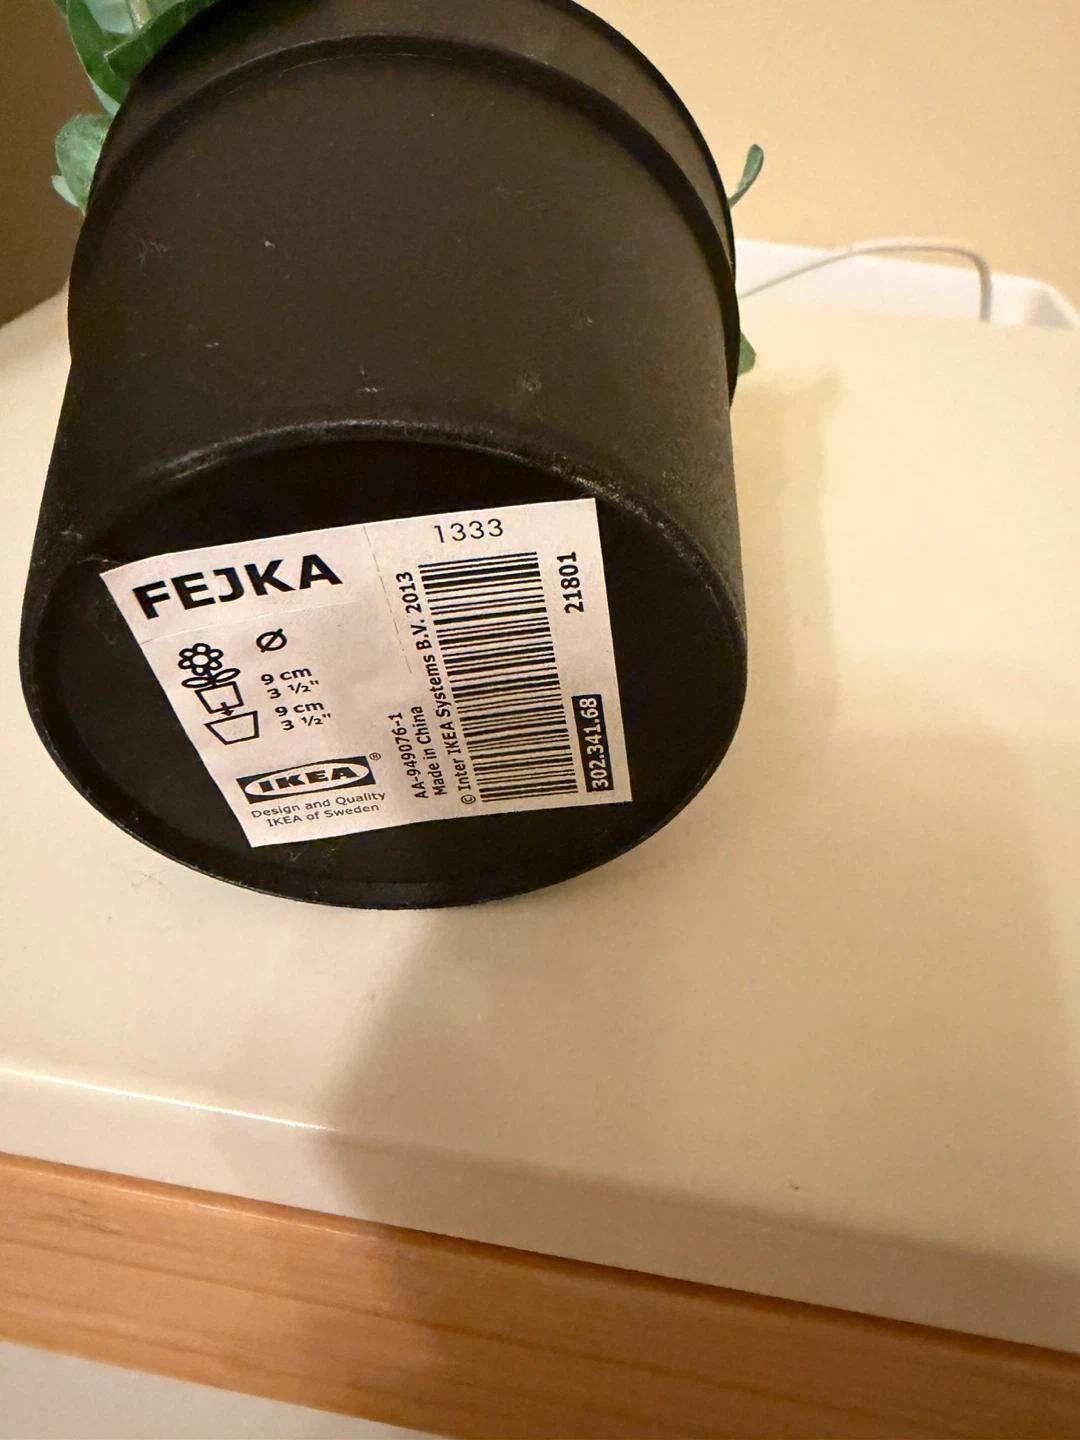 FEJKA
Ø
9 cm
3 ½"
9 cm
3 ½"
IKEA®
Design and Quality
IKEA of Sweden
AA-949076-1
Made in China
© Inter IKEA Systems B.V. 2013
1333
21801
302.341.68